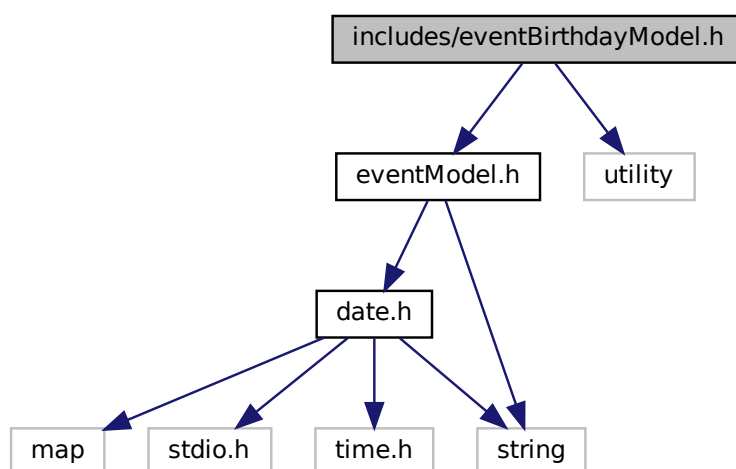 includes/eventBirthdayModel.h
eventModel.h
utility
date.h
map
stdio.h
time.h
string